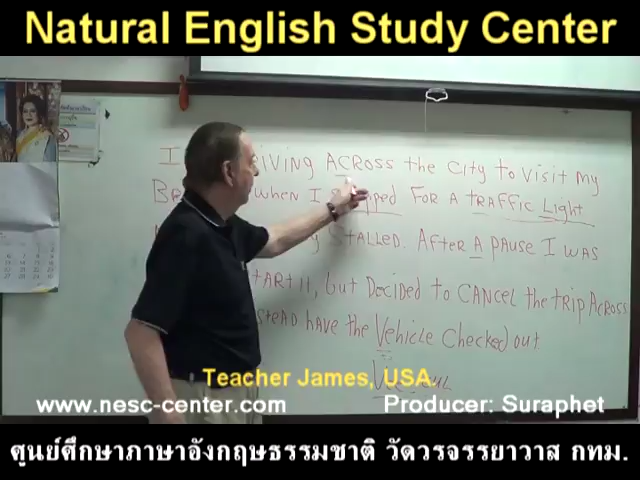 Natural English Study Center
I RIVING ACROSS the city to visit my
BR when I stopped FOR A TRAFFIC Light
STALLED. AFTER A PAUSE I WAS
START it, but Decided to CANCEL the trip ACROSS
INSTEAD HAVE the Vehicle Checked out
Teacher James, USA.
www.nesc-center.com Producer: Suraphet
ศูนย์ศึกษาภาษาอังกฤษธรรมชาติ วัดวรจรรยาวาส กทม.